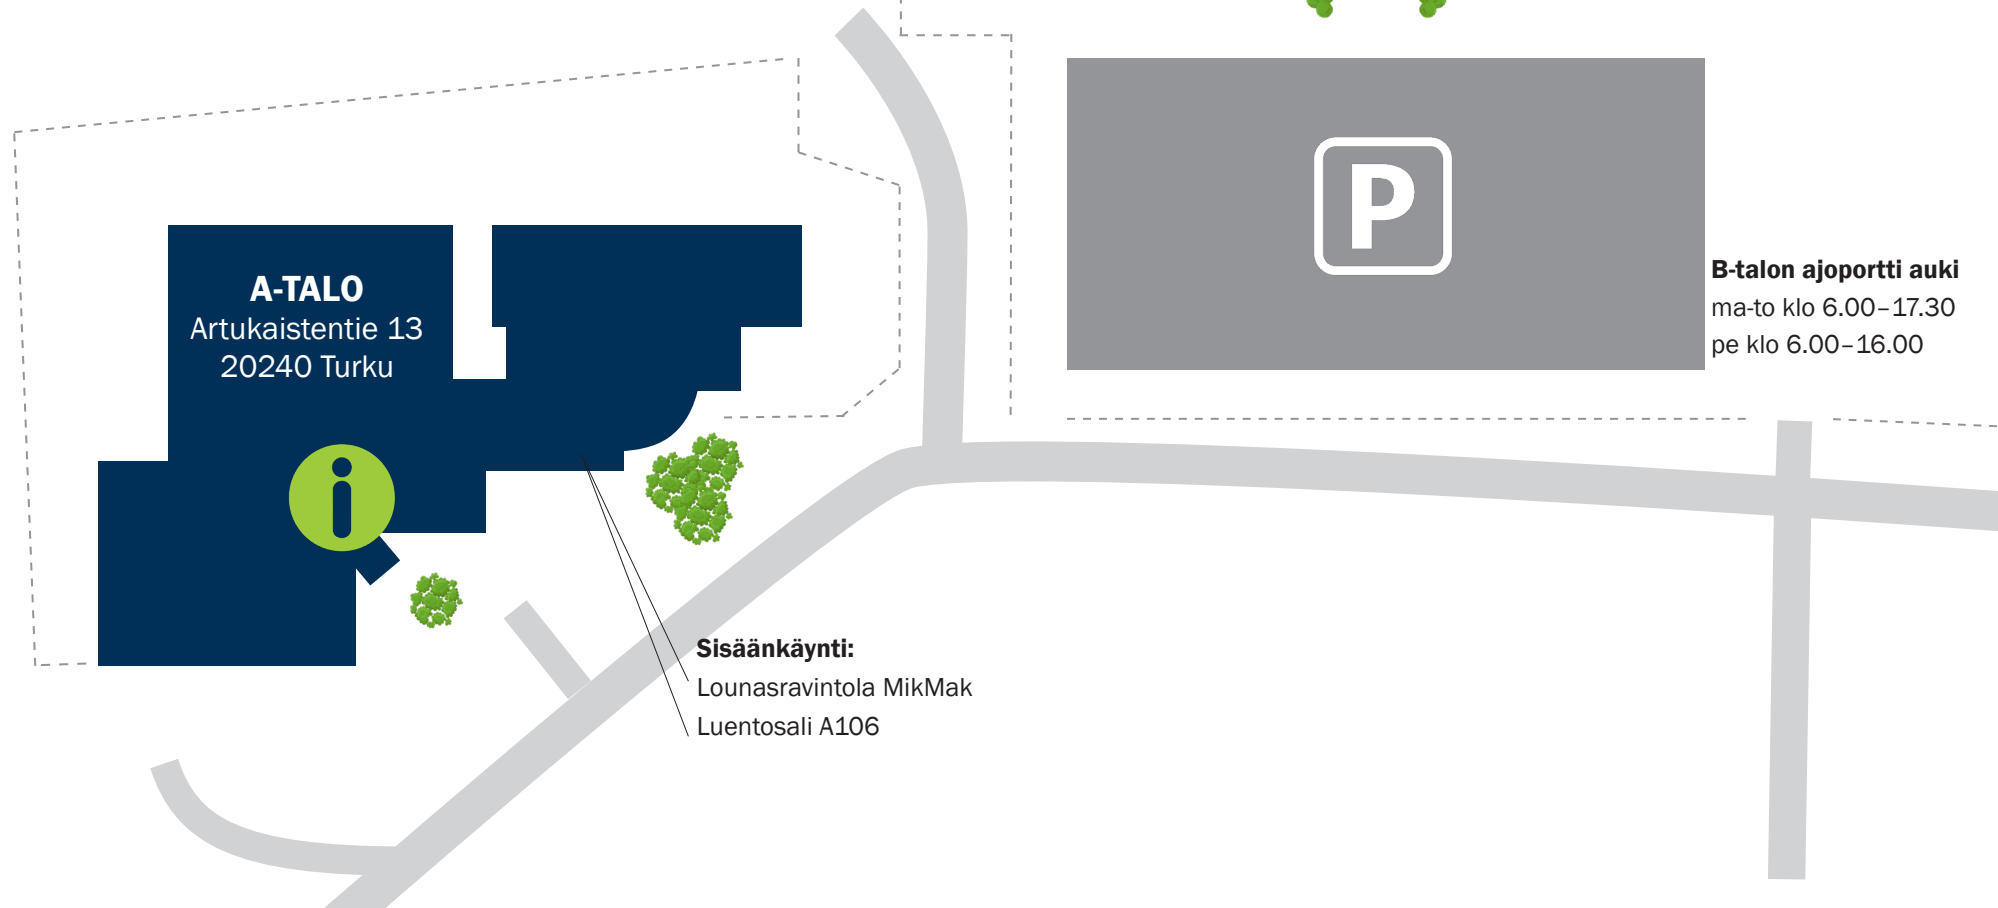 P
A-TALO
Artukaistentie 13
20240 Turku
B-talon ajoportti auki
ma-to klo 6.00–17.30
pe klo 6.00–16.00
i
Sisäänkäynti:
Lounasravintola MikMak
Luentosali A106